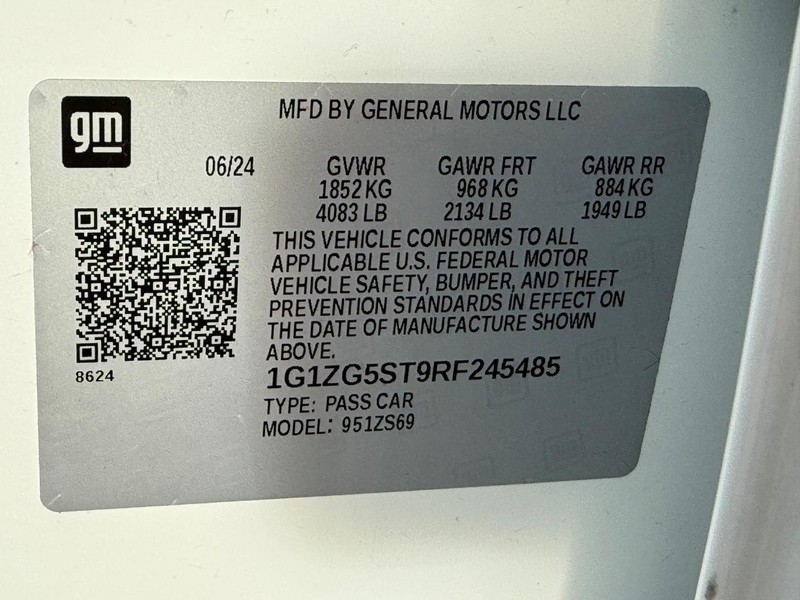 gm
MFD BY GENERAL MOTORS LLC
06/24 GVWR GAWR FRT GAWR RR
1852 KG 968 KG 884 KG
4083 LB 2134 LB 1949 LB
THIS VEHICLE CONFORMS TO ALL
APPLICABLE U.S. FEDERAL MOTOR
VEHICLE SAFETY, BUMPER, AND THEFT
PREVENTION STANDARDS IN EFFECT ON
THE DATE OF MANUFACTURE SHOWN
ABOVE.
8624
1G1ZG5ST9RF245485
TYPE: PASS CAR
MODEL: 951ZS69